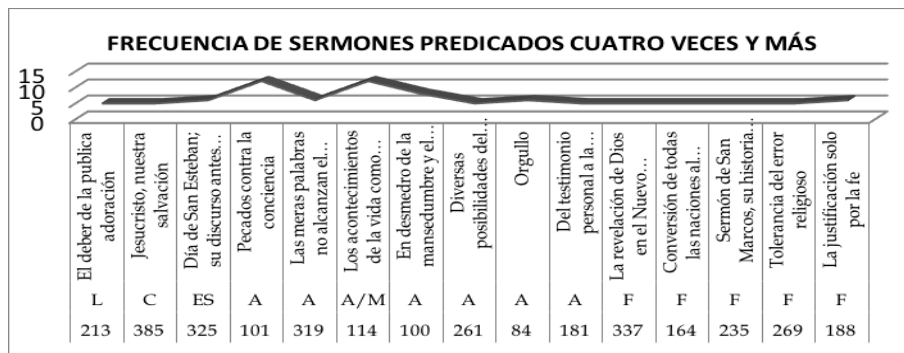 FRECUENCIA DE SERMONES PREDICADOS CUATRO VECES Y MÁS
15
10
5
0
El deber de la publica
adoración
Jesucristo, nuestra
salvación
Día de San Esteban;
su discurso antes…
Pecados contra la
conciencia
Las meras palabras
no alcanzan el…
Los acontecimientos
de la vida como…
En desmedro de la
mansedumbre y el…
Diversas
posibilidades del…
Orgullo
Del testimonio
personal a la…
La revelación de Dios
en el Nuevo…
Conversión de todas
las naciones al…
Sermón de San
Marcos, su historia…
Tolerancia del error
religioso
La justificación solo
por la fe
L C ES A A A/M A A A A F F F F F
213 385 325 101 319 114 100 261 84 181 337 164 235 269 188